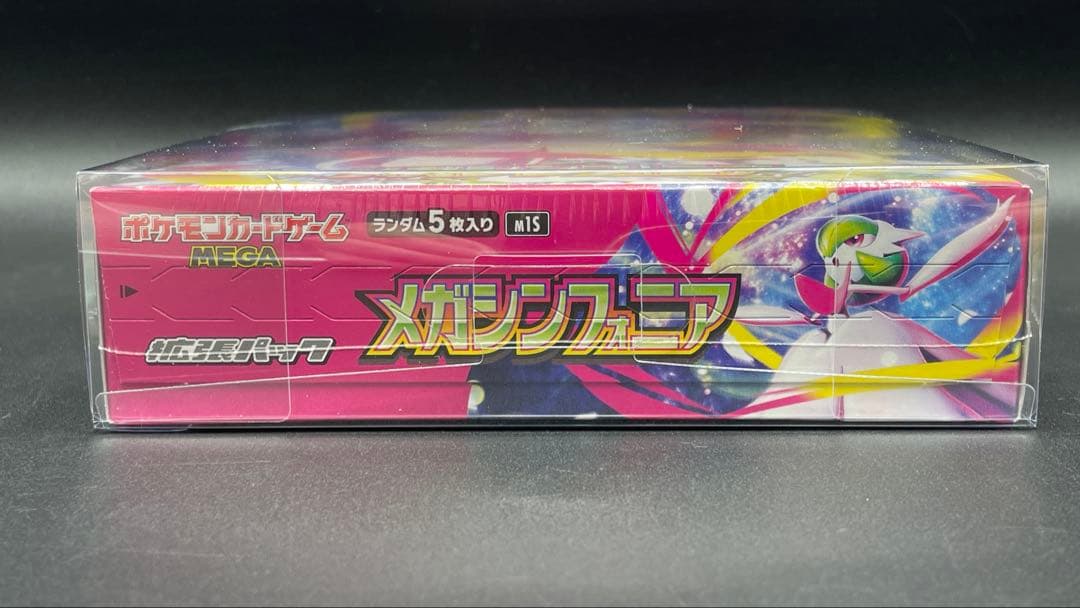 ポケモンカードゲーム
MEGA
ランダム5枚入り M1S
メガシンフォニア
拡張パック